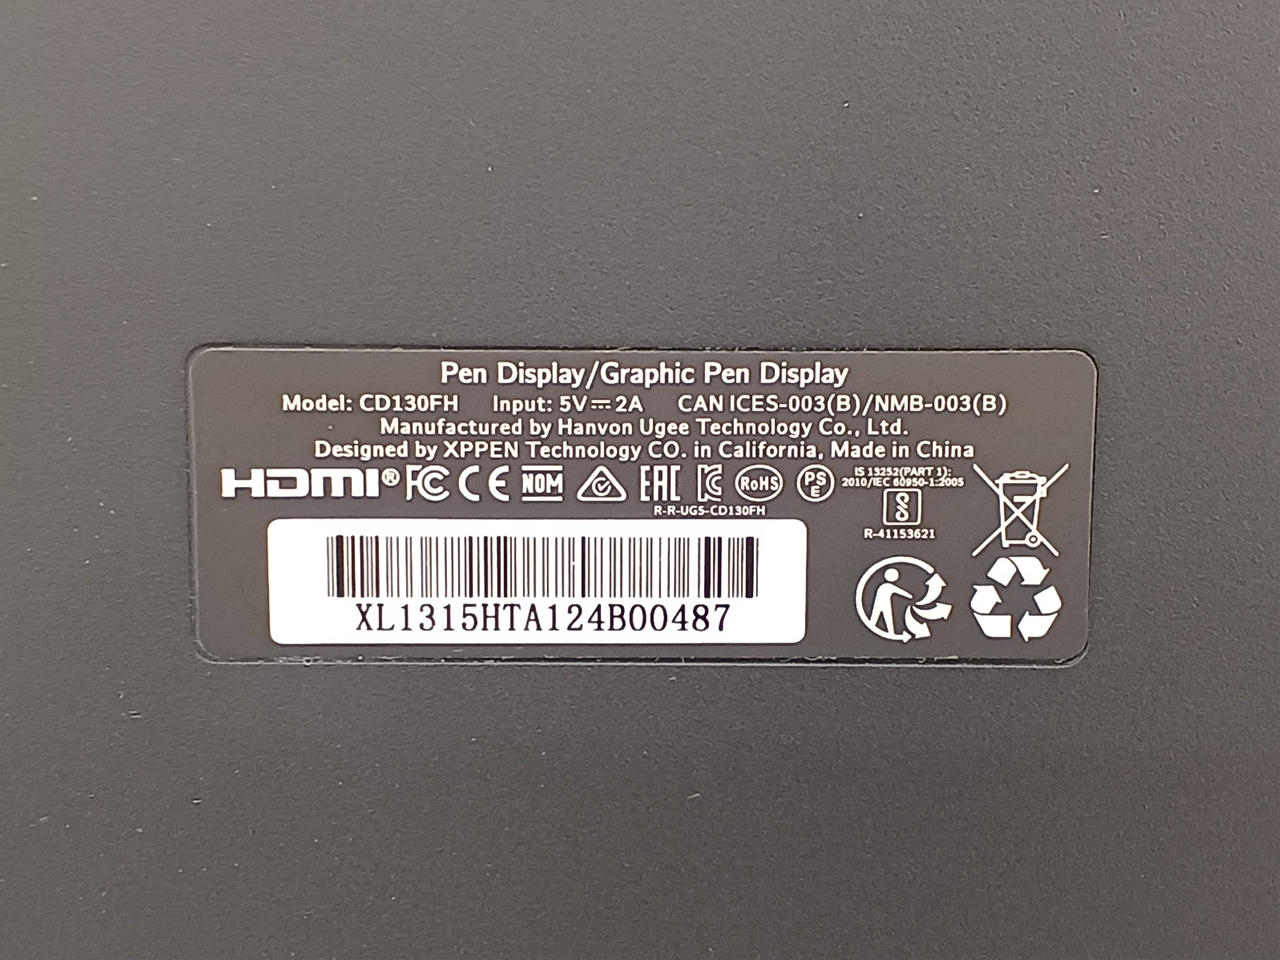 Pen Display/Graphic Pen Display
Model: CD130FH Input: 5V⎓2A CAN ICES-003(B)/NMB-003(B)
Manufactured by Hanvon Ugee Technology Co., Ltd.
Designed by XPPEN Technology CO. in California, Made in China
HDMI® FC CE NOM EAC KC RoHS PSE
R-R-UGS-CD130FH
IS 13252(PART 1):
2010/IEC 60950-1:2005
R-41153621
XL1315HTA124B00487